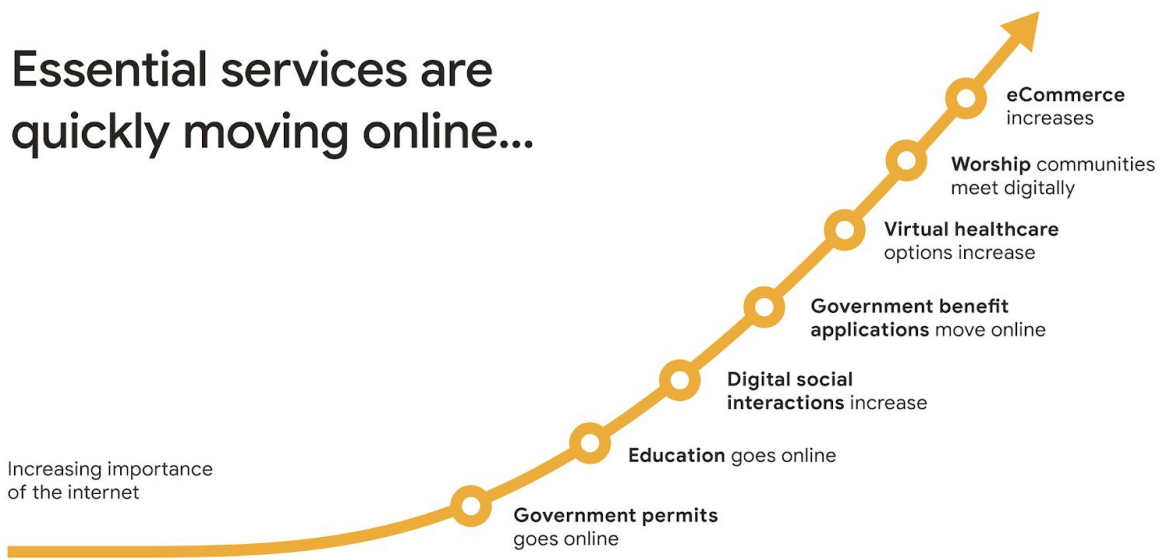 Essential services are
quickly moving online...
eCommerce
increases
Worship communities
meet digitally
Virtual healthcare
options increase
Government benefit
applications move online
Digital social
interactions increase
Education goes online
Increasing importance
of the internet
Government permits
goes online